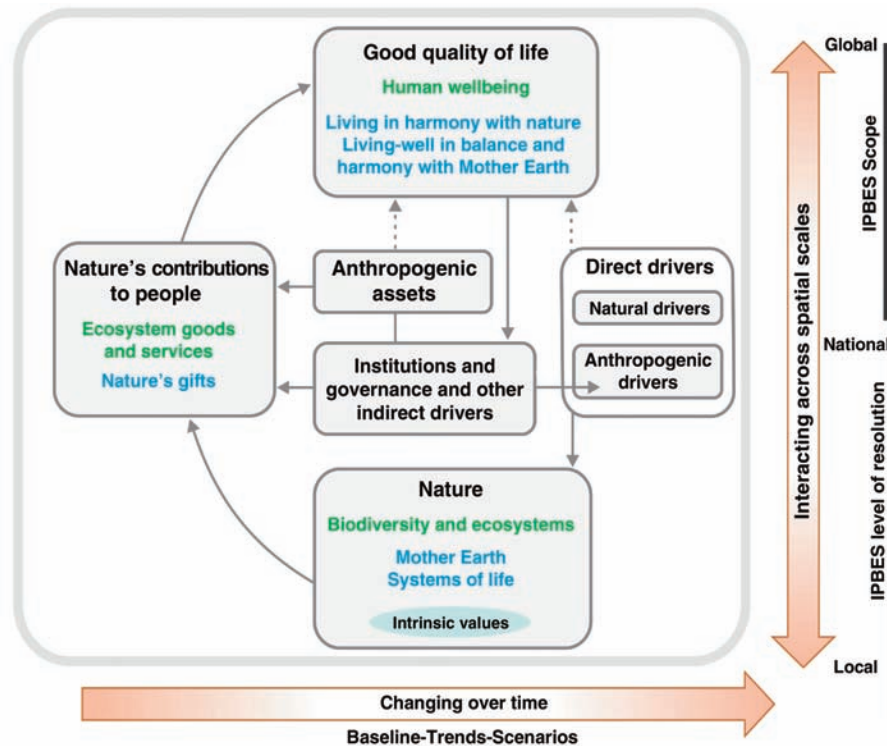 Good quality of life
Human wellbeing
Living in harmony with nature
Living-well in balance and
harmony with Mother Earth
Nature's contributions
to people
Ecosystem goods
and services
Nature's gifts
Anthropogenic
assets
Institutions and
governance and other
indirect drivers
Direct drivers
Natural drivers
Anthropogenic
drivers
Nature
Biodiversity and ecosystems
Mother Earth
Systems of life
Intrinsic values
Changing over time
Baseline-Trends-Scenarios
Interacting across spatial scales
Global
National
Local
IPBES Scope
IPBES level of resolution